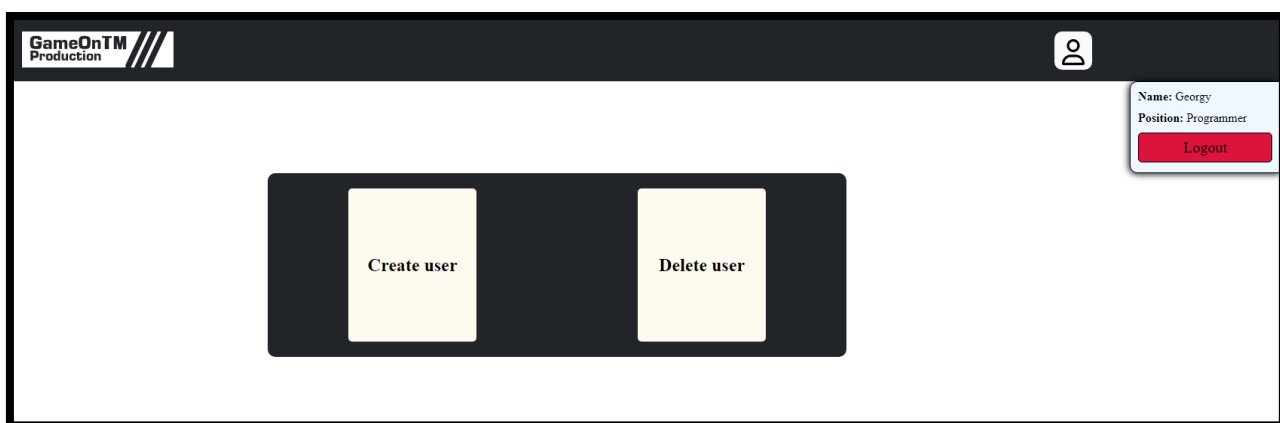 GameOnTM
Production
Name: Georgy
Position: Programmer
Logout
Create user
Delete user